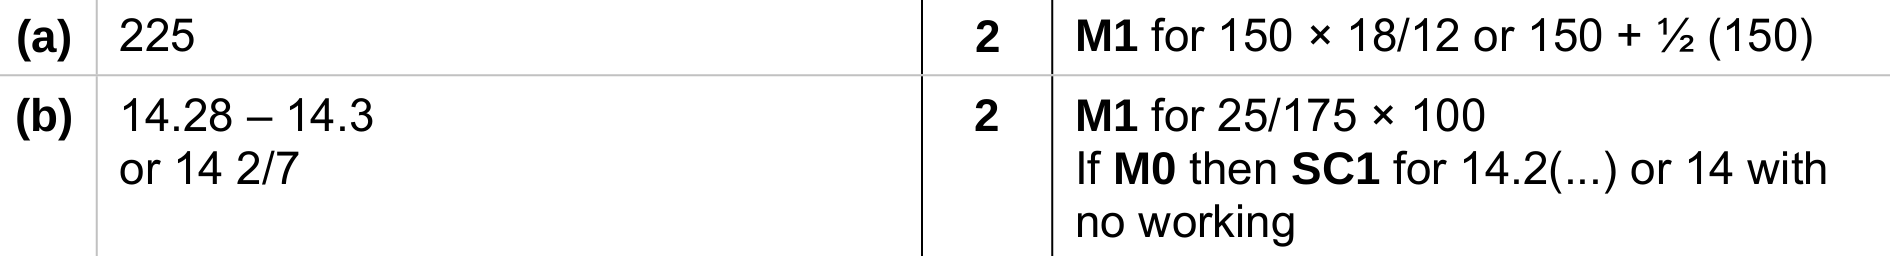 (a) 225 2 M1 for 150 × 18/12 or 150 + ½ (150)
(b) 14.28 – 14.3 2 M1 for 25/175 × 100
or 14 2/7 If M0 then SC1 for 14.2(...) or 14 with
no working